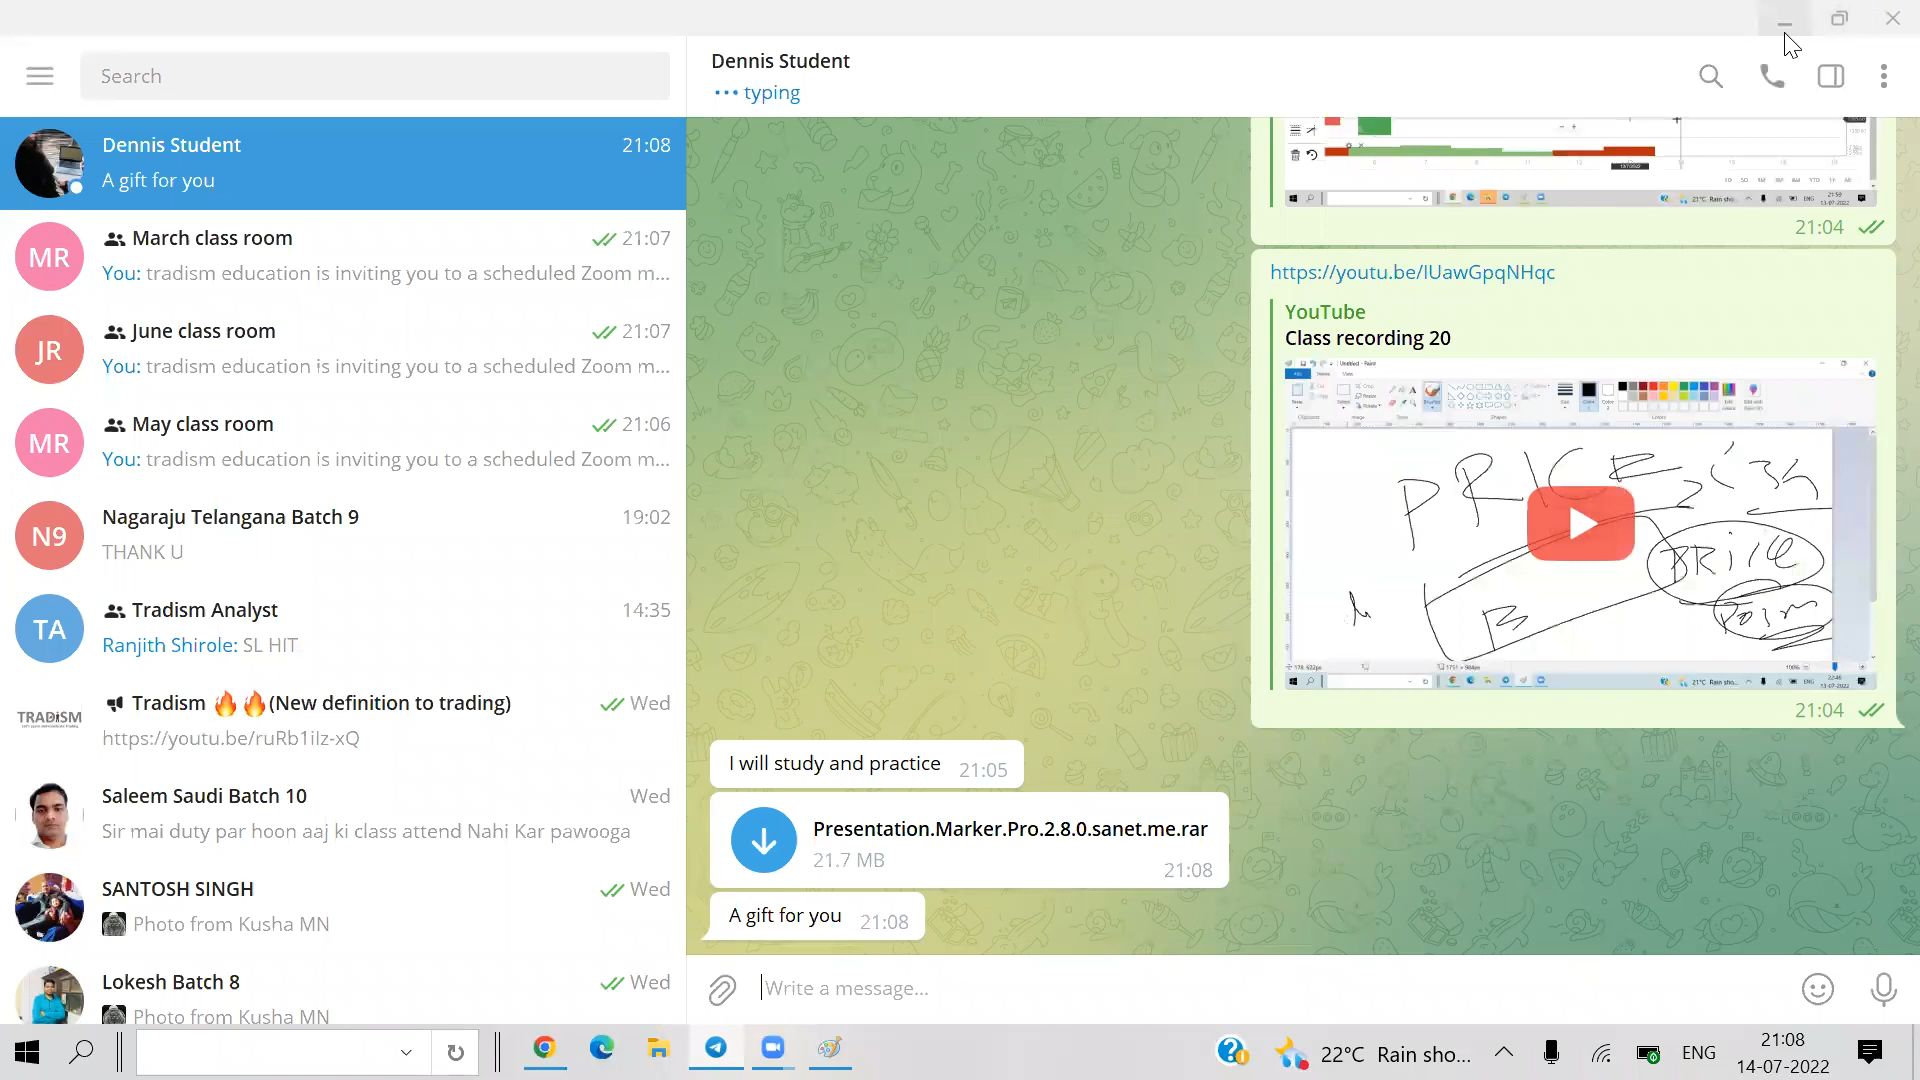 Search
Dennis Student
21:08
A gift for you
MR
March class room
21:07
You: tradism education is inviting you to a scheduled Zoom m...
JR
June class room
21:07
You: tradism education is inviting you to a scheduled Zoom m...
MR
May class room
21:06
You: tradism education is inviting you to a scheduled Zoom m...
N9
Nagaraju Telangana Batch 9
19:02
THANK U
TA
Tradism Analyst
14:35
Ranjith Shirole: SL HIT
TRADISM
Tradism 🔥🔥(New definition to trading)
Wed
https://youtu.be/ruRb1ilz-xQ
Saleem Saudi Batch 10
Wed
Sir mai duty par hoon aaj ki class attend Nahi Kar pawooga
SANTOSH SINGH
Wed
Photo from Kusha MN
Lokesh Batch 8
Wed
Photo from Kusha MN
Dennis Student
••• typing
21:04
https://youtu.be/lUawGpqNHqc
YouTube
Class recording 20
Untitled - Paint
PRICE
B
21:04
I will study and practice 21:05
Presentation.Marker.Pro.2.8.0.sanet.me.rar
21.7 MB
21:08
A gift for you 21:08
Write a message...
22°C Rain sho...
ENG
21:08
14-07-2022